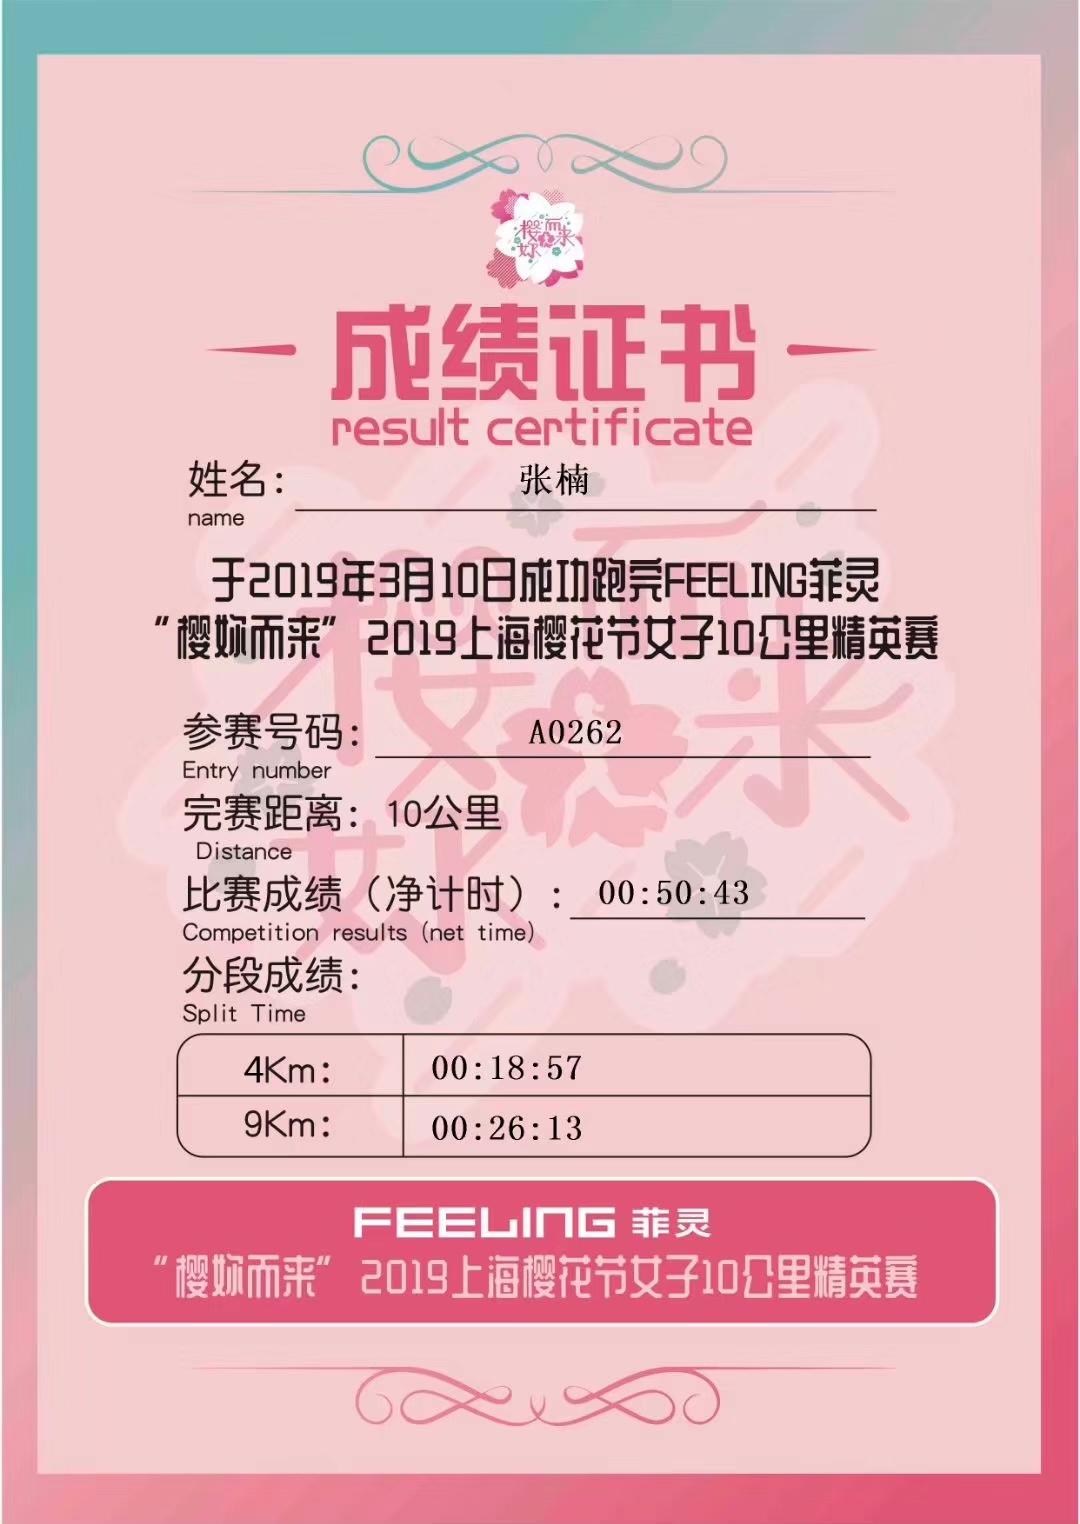 樱妳而来
成绩证书
result certificate
姓名: 张楠
name
于2019年3月10日成功跑完FEELING菲灵
“樱妳而来” 2019上海樱花节女子10公里精英赛
参赛号码: A0262
Entry number
完赛距离: 10公里
Distance
比赛成绩（净计时）: 00:50:43
Competition results (net time)
分段成绩:
Split Time
4Km: 00:18:57
9Km: 00:26:13
FEELING 菲灵
“樱妳而来” 2019上海樱花节女子10公里精英赛